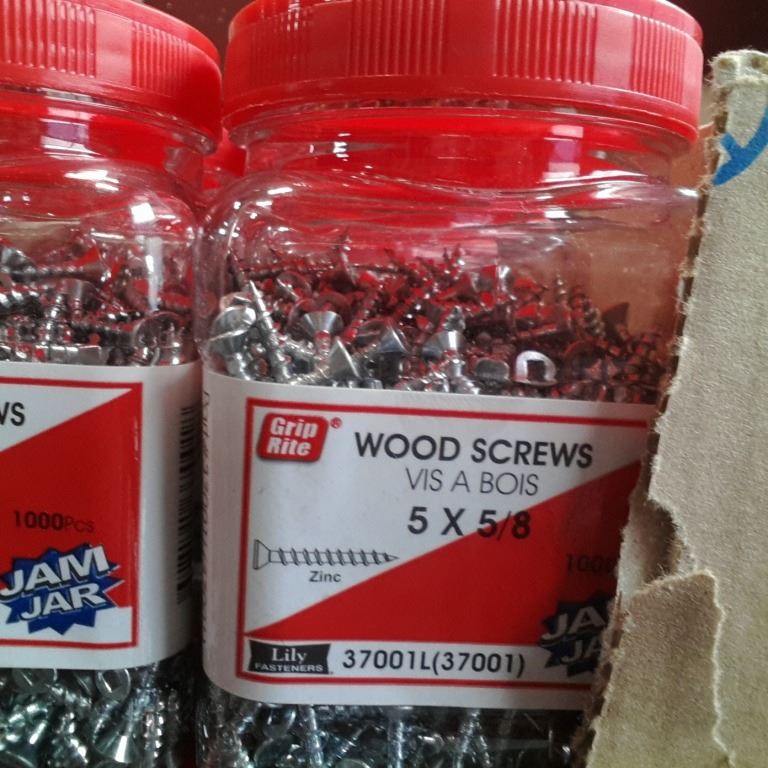 WS
1000Pcs
JAM
JAR
Grip
Rite®
WOOD SCREWS
VIS A BOIS
5 X 5/8
Zinc
Lily
FASTENERS
37001L(37001)